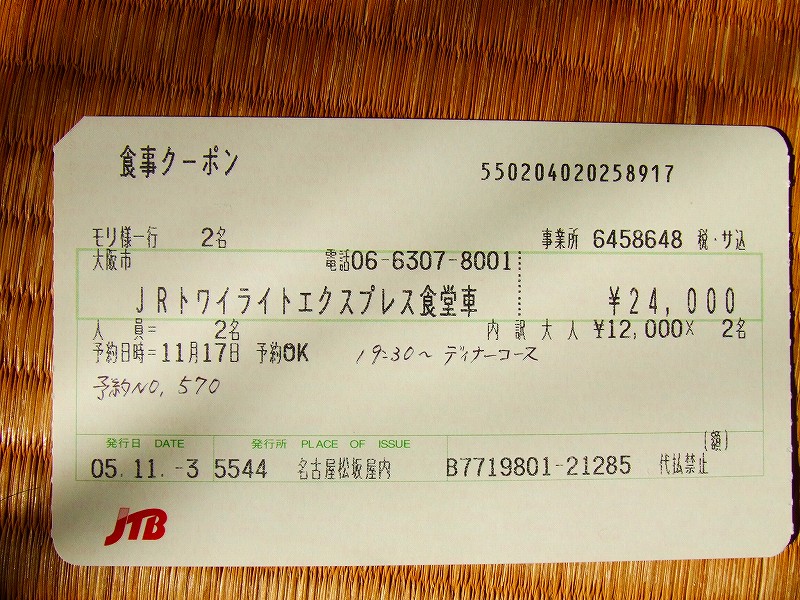 食事クーポン 550204020258917
モリ様一行 2名 事業所 6458648 税・サ込
大阪市 電話06-6307-8001
JRトワイライトエクスプレス食堂車 ¥24,000
人 員= 2名 内 訳 大 人 ¥12,000× 2名
予約日時=11月17日 予約OK 19:30～ ディナーコース
予約NO, 570
発行日 DATE 発行所 PLACE OF ISSUE (額)
05.11.-3 5544 名古屋松坂屋内 B7719801-21285 代払禁止
JTB